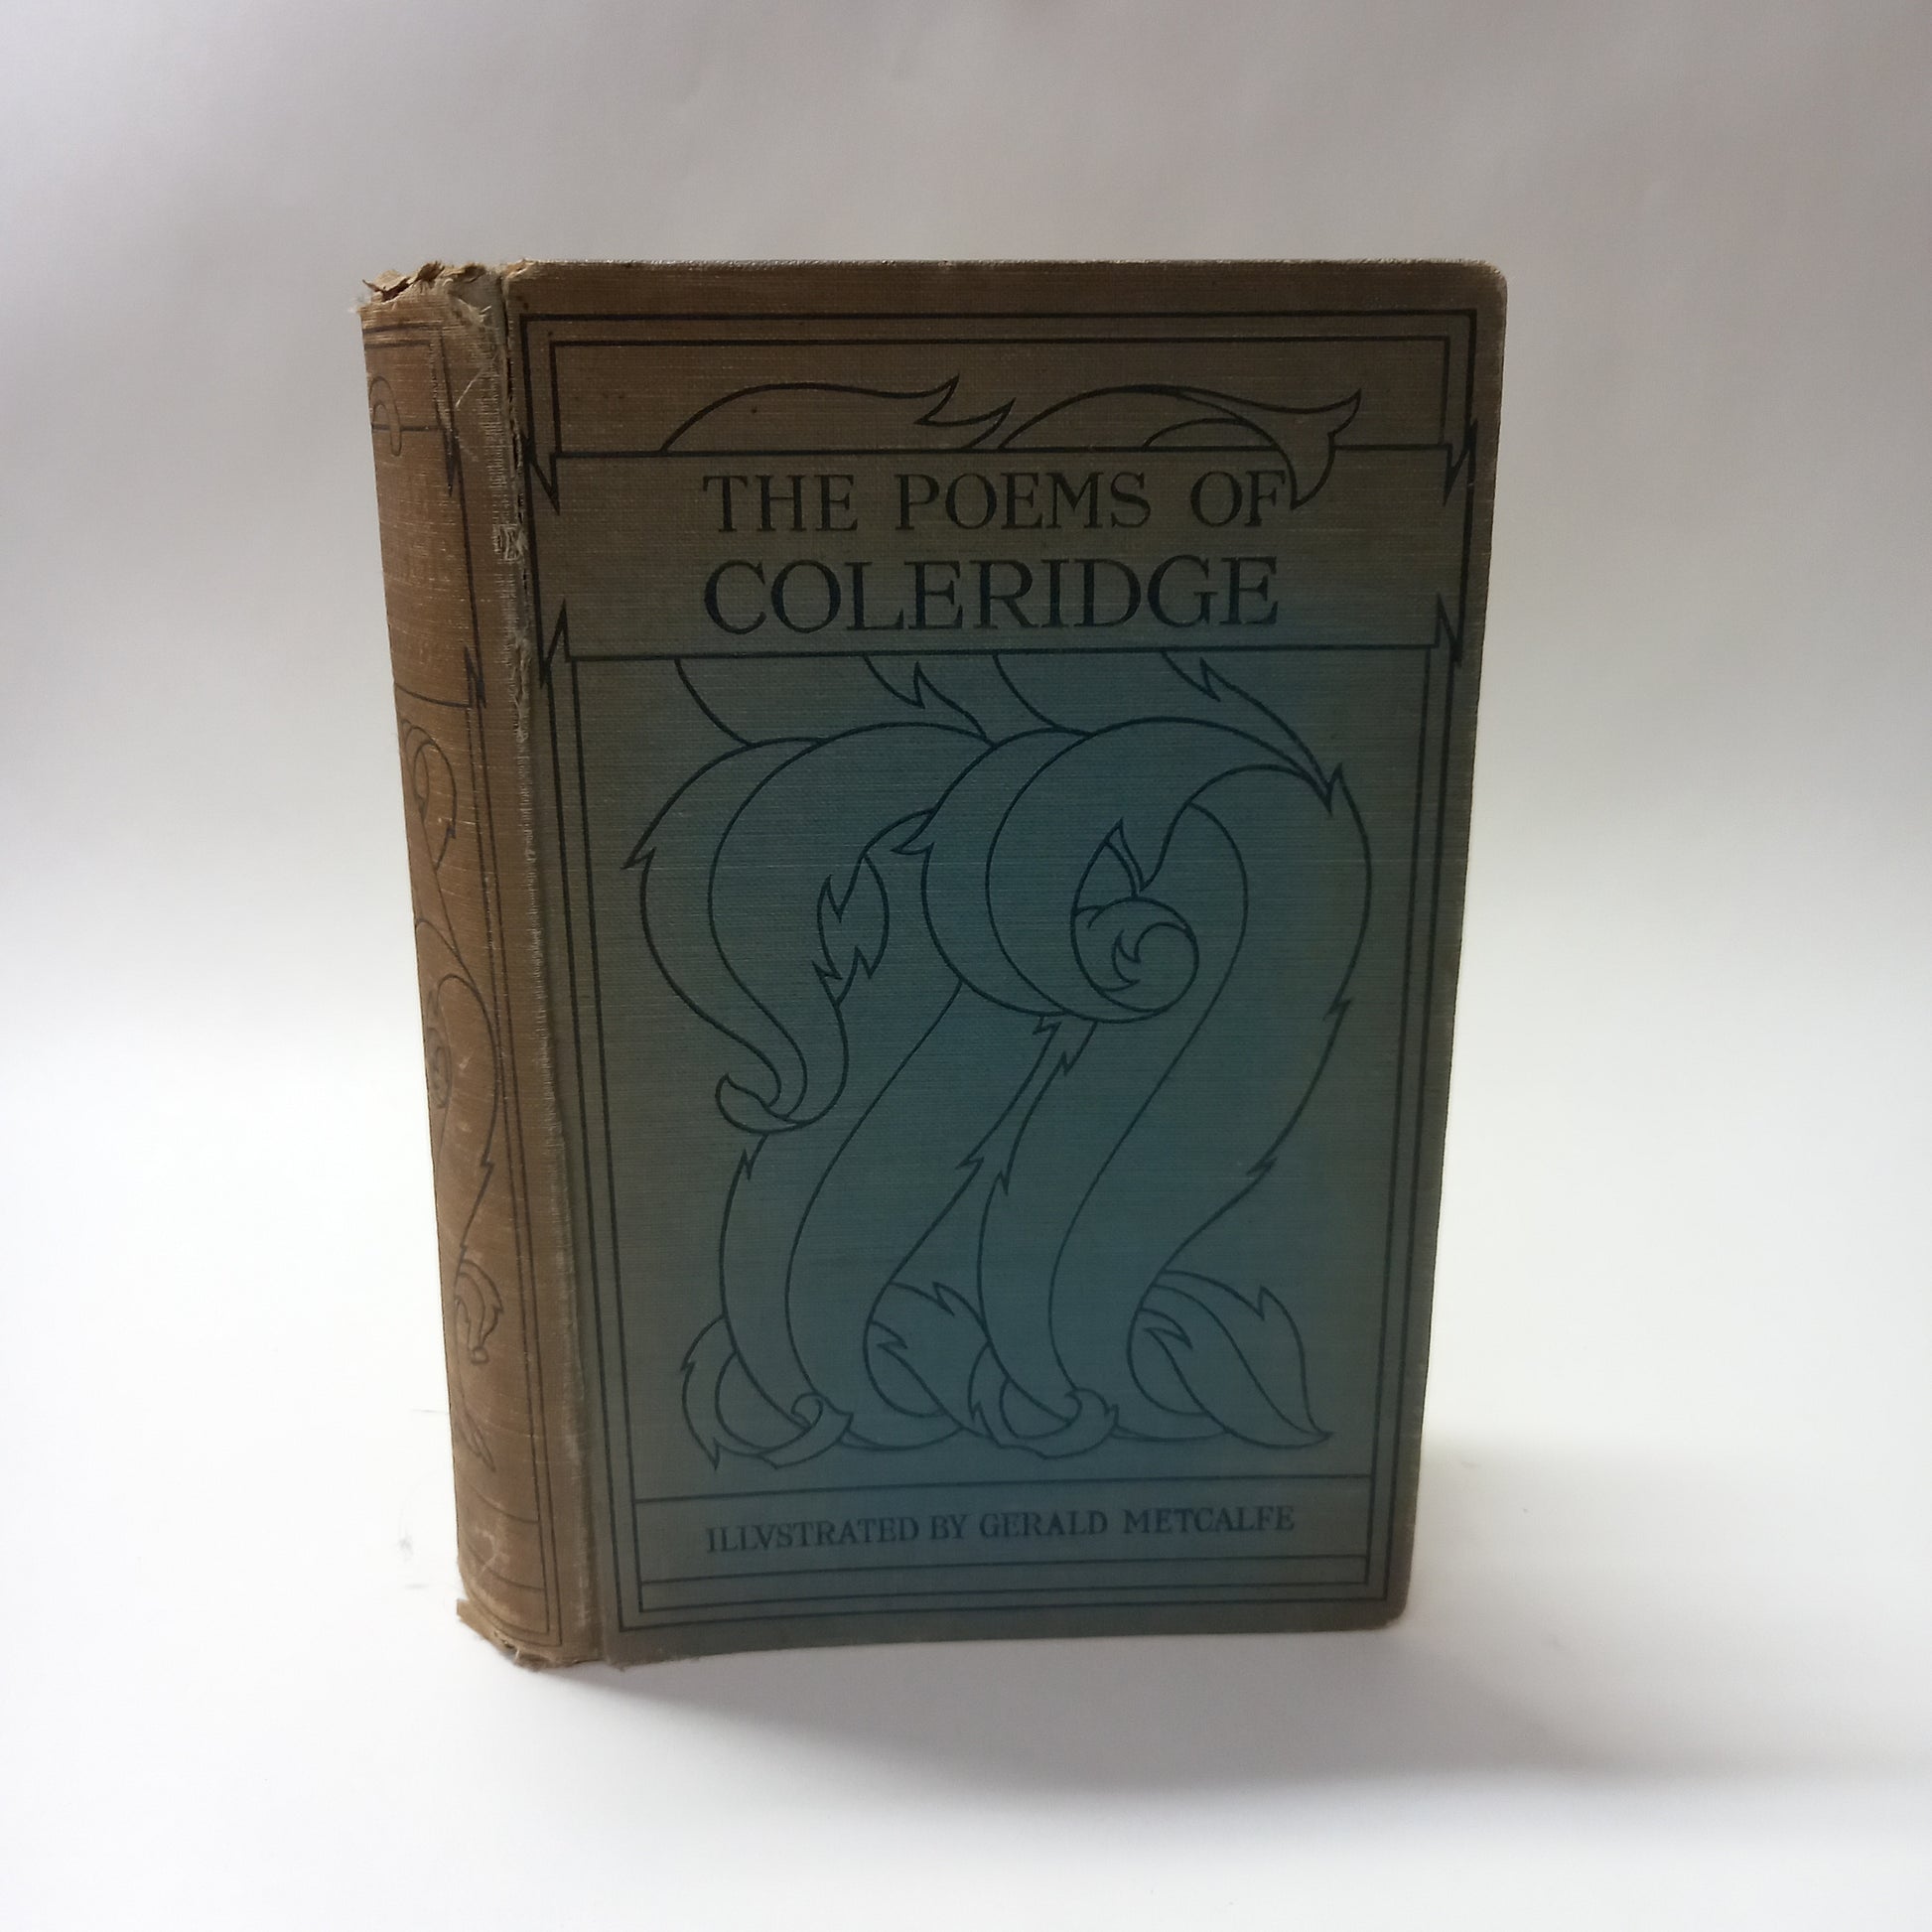 THE POEMS OF
COLERIDGE
ILLVSTRATED BY GERALD METCALFE